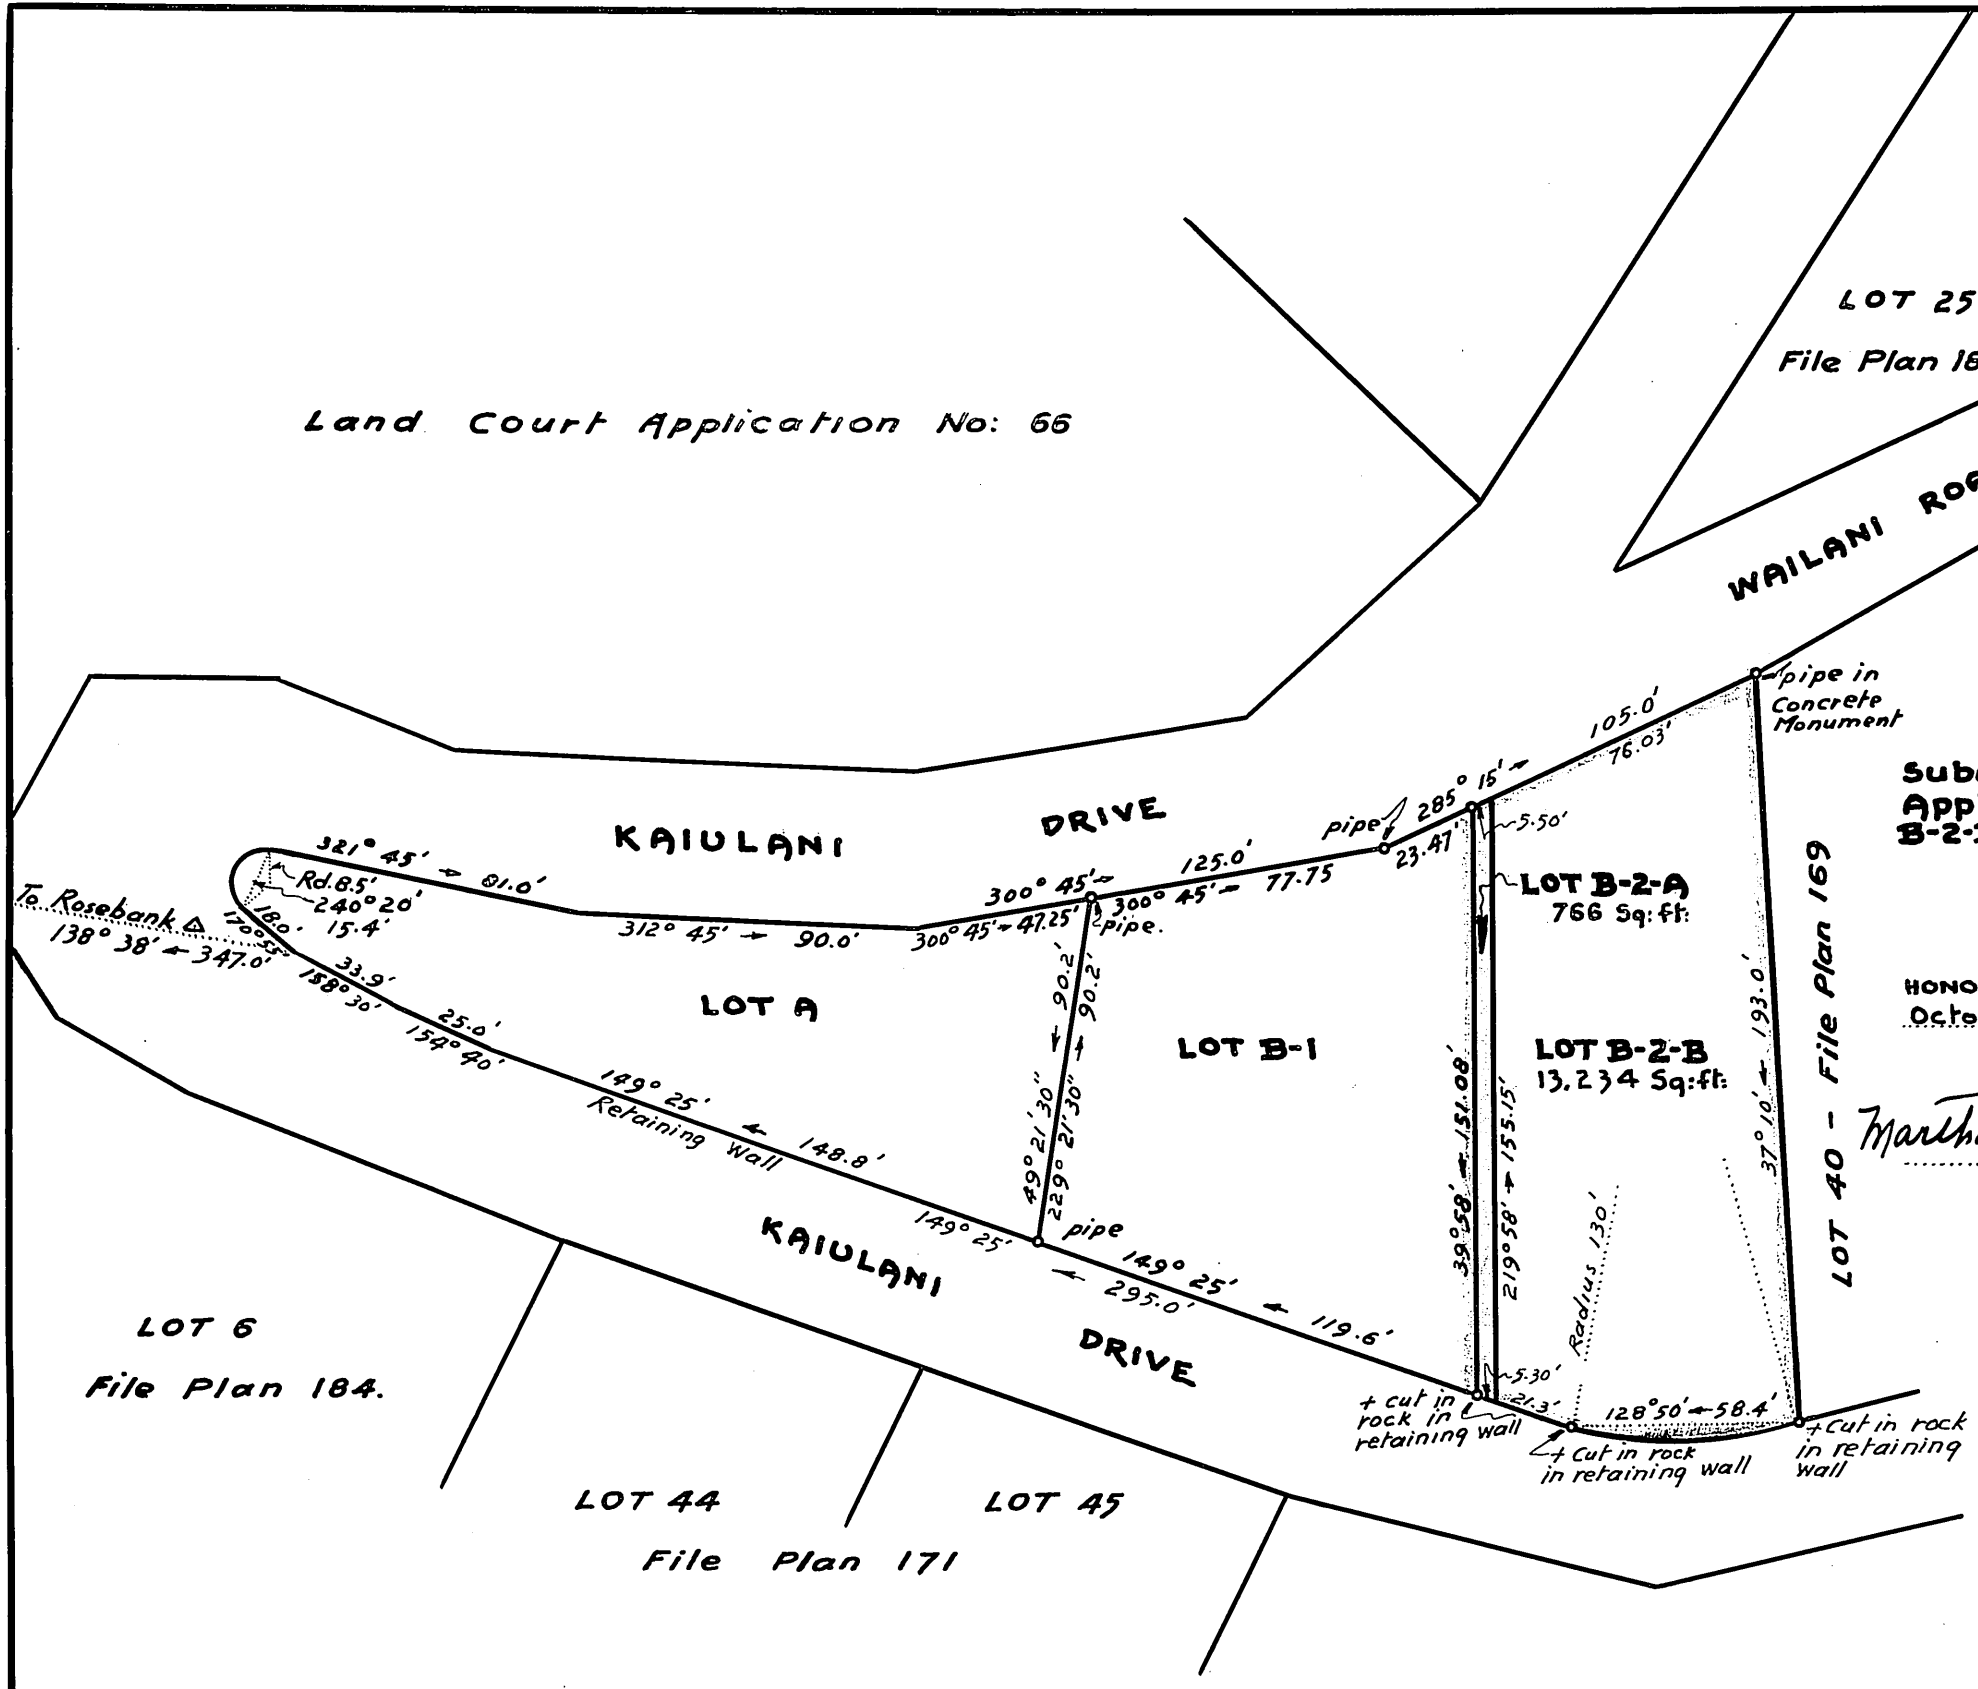 LOT 25
File Plan 18
Land Court Application No: 66
WAILANI
pipe in
Concrete
Monument
105.0'
76.03'
285° 15' →
23.47'
5.50'
pipe
KAIULANI DRIVE
125.0'
300° 45' → 77.75
300° 45' →
300° 45' → 47.25'
pipe.
321° 45' → 81.0'
Rd. 8.5'
240° 20'
15.4'
312° 45' → 90.0'
To Rosebank △
138° 38' ← 347.0'
18.0'
170° 55'
33.9'
158° 30'
25.0'
154° 40'
LOT A
90.2'
49° 21' 30"
90.2'
229° 21' 30"
LOT B-1
LOT B-2-A
766 Sq: ft:
LOT B-2-B
13,234 Sq: ft:
39° 58' ← 151.08'
219° 58' → 155.15'
37° 10' ← 193.0'
LOT 40 - File Plan 169
B-2-
HONO
Octo
149° 25' ← 148.8'
Retaining Wall
149° 25'
pipe
149° 25' ← 119.6'
← 295.0'
Radius 130'
5.30'
21.3'
128° 50' ← 58.4'
+ cut in
rock in
retaining wall
+ Cut in rock
in retaining wall
+ Cut in rock
in retaining
wall
KAIULANI DRIVE
LOT 6
File Plan 184.
LOT 44
LOT 45
File Plan 171